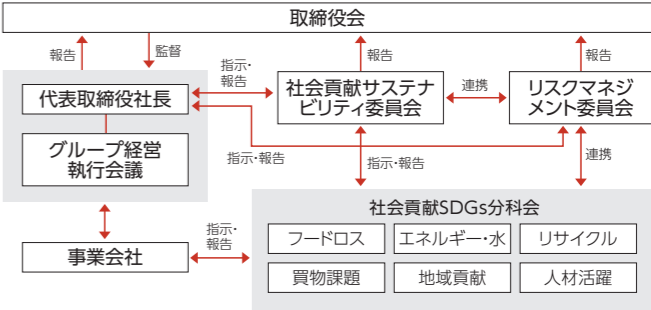 取締役会
報告
監督
報告
報告
指示・
報告
代表取締役社長
社会貢献サステナ
ビリティ委員会
連携
リスクマネジ
メント委員会
グループ経営
執行会議
指示・報告
指示・報告
連携
社会貢献SDGs分科会
指示・
報告
フードロス
エネルギー・水
リサイクル
事業会社
買物課題
地域貢献
人材活躍